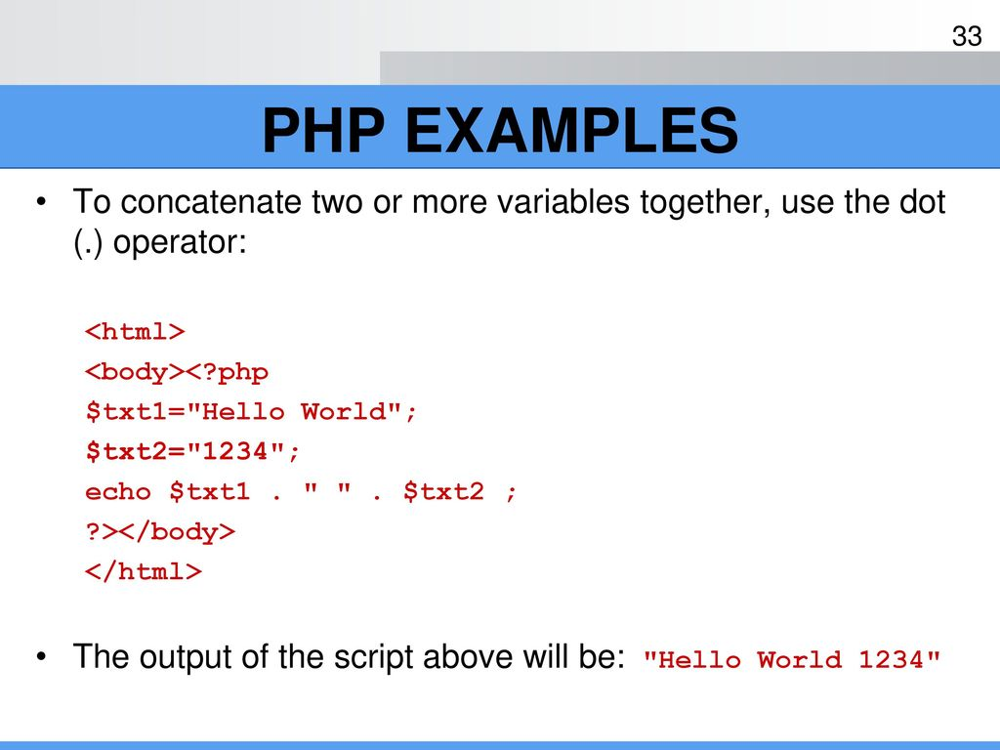 33
PHP EXAMPLES
• To concatenate two or more variables together, use the dot
(.) operator:
<html>
<body><?php
$txt1="Hello World";
$txt2="1234";
echo $txt1 . " " . $txt2 ;
?></body>
</html>
• The output of the script above will be: "Hello World 1234"